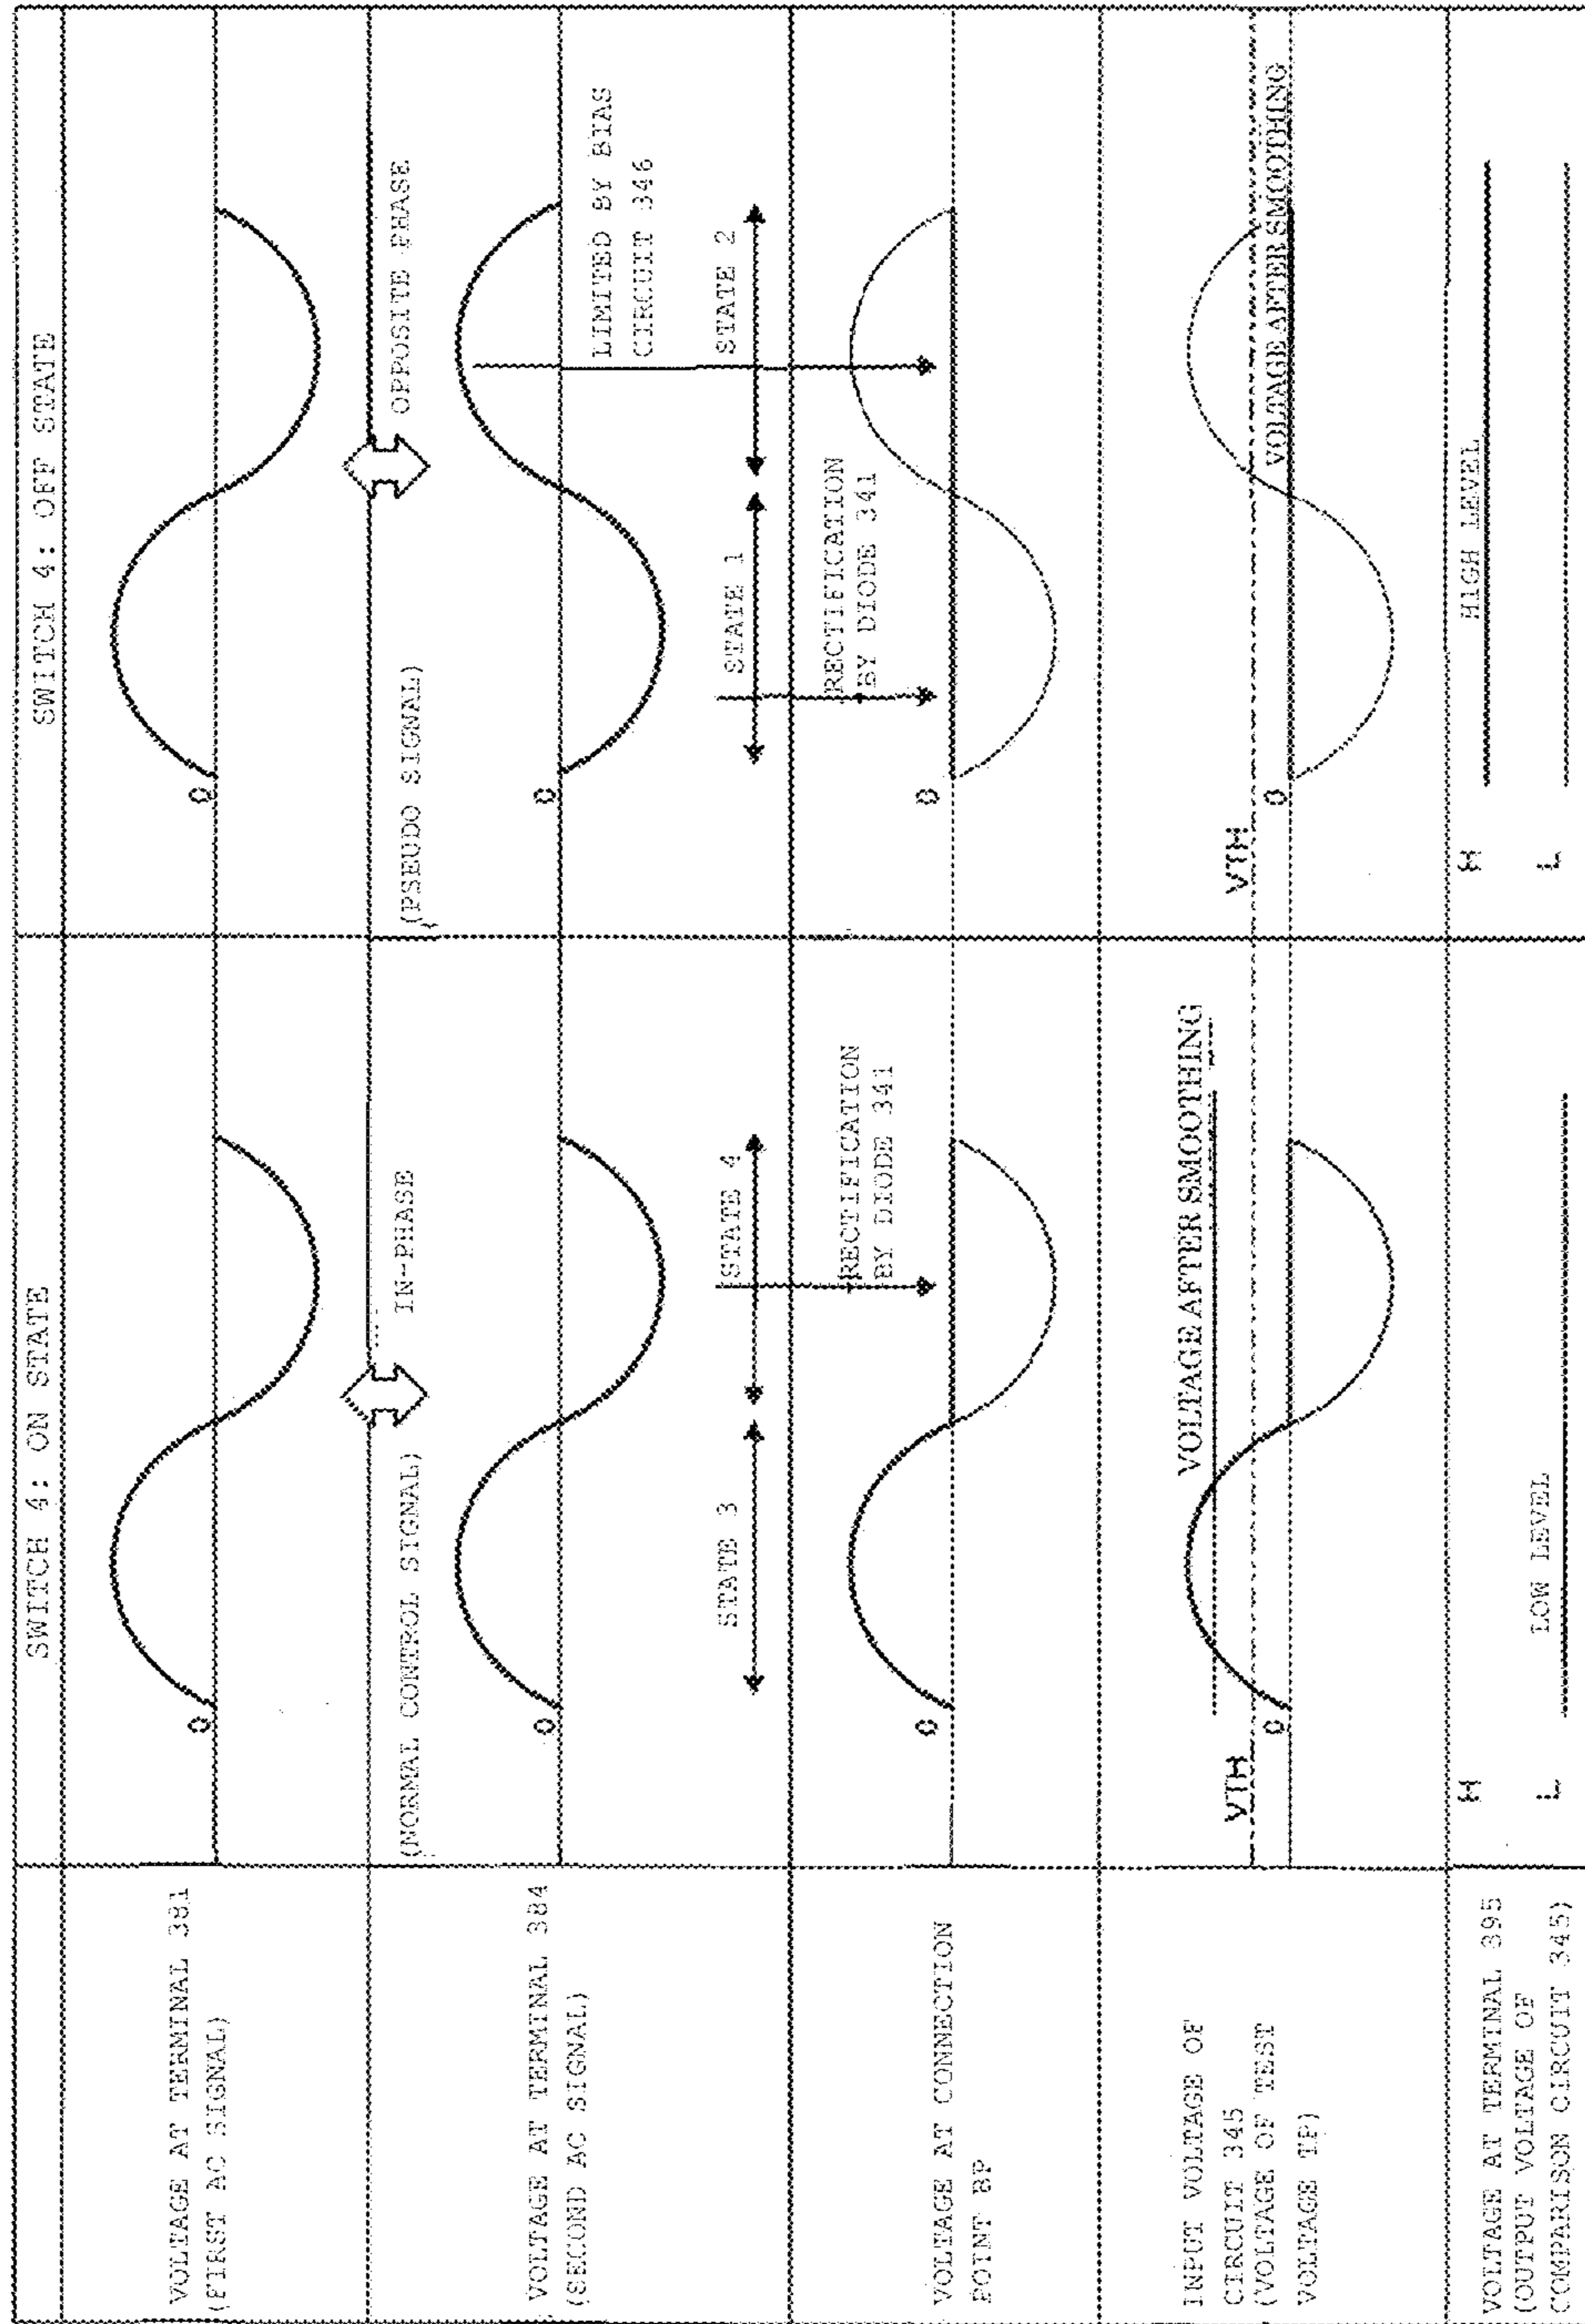 SWITCH 4: ON STATE
SWITCH 4: OFF STATE
VOLTAGE AT TERMINAL 381
(FIRST AC SIGNAL)
0
0
VOLTAGE AT TERMINAL 384
(SECOND AC SIGNAL)
(NORMAL CONTROL SIGNAL)
IN-PHASE
0
STATE 3
STATE 4
(PSEUDO SIGNAL)
OPPOSITE PHASE
0
LIMITED BY BIAS
CIRCUIT 346
STATE 1
STATE 2
VOLTAGE AT CONNECTION
POINT BP
0
RECTIFICATION
BY DIODE 341
0
RECTIFICATION
BY DIODE 341
INPUT VOLTAGE OF
CIRCUIT 345
(VOLTAGE OF TEST
VOLTAGE TP)
VOLTAGE AFTER SMOOTHING
VTH
0
VTH
0
VOLTAGE AFTER SMOOTHING
VOLTAGE AT TERMINAL 395
(OUTPUT VOLTAGE OF
COMPARISON CIRCUIT 345)
H
L
LOW LEVEL
H
L
HIGH LEVEL